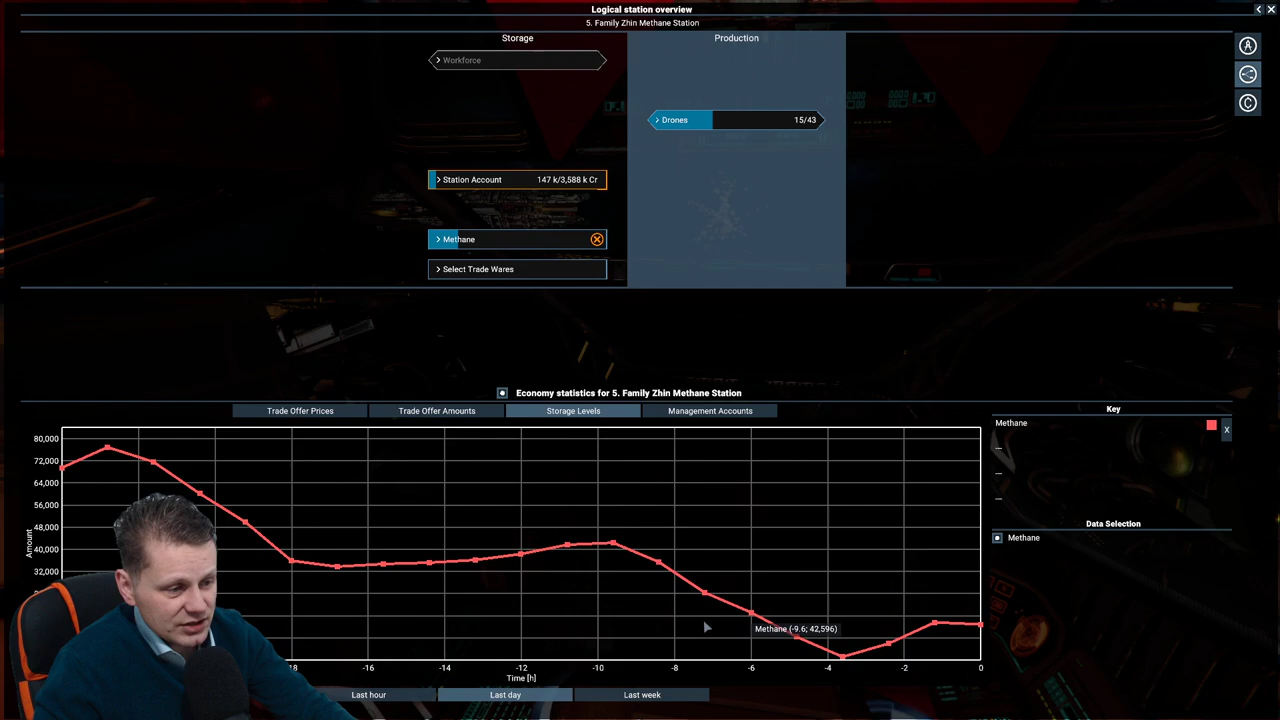 Logical station overview
5. Family Zhin Methane Station
Storage
Production
Workforce
Drones 15/43
Station Account 147 k/3,588 k Cr
Methane
Select Trade Wares
Economy statistics for 5. Family Zhin Methane Station
Trade Offer Prices
Trade Offer Amounts
Storage Levels
Management Accounts
Key
Methane
X
Data Selection
Methane
80,000
72,000
64,000
56,000
48,000
40,000
32,000
Amount
Methane (-9.6; 42,596)
-16
-14
-12
-10
-8
-6
-4
-2
0
Time [h]
Last hour
Last day
Last week